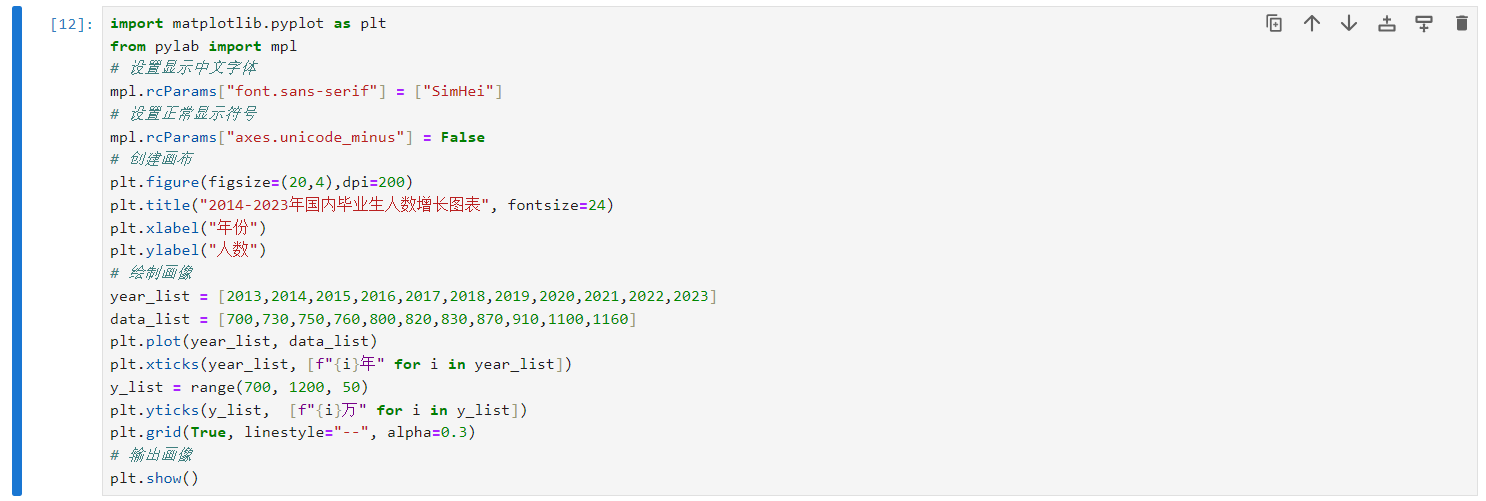 [12]:
import matplotlib.pyplot as plt
from pylab import mpl
# 设置显示中文字体
mpl.rcParams["font.sans-serif"] = ["SimHei"]
# 设置正常显示符号
mpl.rcParams["axes.unicode_minus"] = False
# 创建画布
plt.figure(figsize=(20,4),dpi=200)
plt.title("2014-2023年国内毕业生人数增长图表", fontsize=24)
plt.xlabel("年份")
plt.ylabel("人数")
# 绘制画像
year_list = [2013,2014,2015,2016,2017,2018,2019,2020,2021,2022,2023]
data_list = [700,730,750,760,800,820,830,870,910,1100,1160]
plt.plot(year_list, data_list)
plt.xticks(year_list, [f"{i}年" for i in year_list])
y_list = range(700, 1200, 50)
plt.yticks(y_list,  [f"{i}万" for i in y_list])
plt.grid(True, linestyle="--", alpha=0.3)
# 输出画像
plt.show()